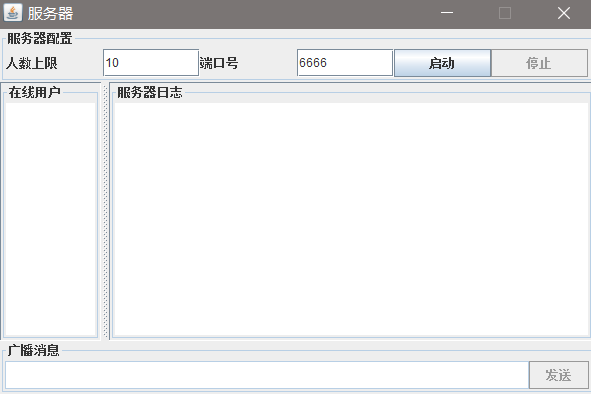 服务器
服务器配置
人数上限 10 端口号 6666 启动 停止
在线用户 服务器日志
广播消息
发送